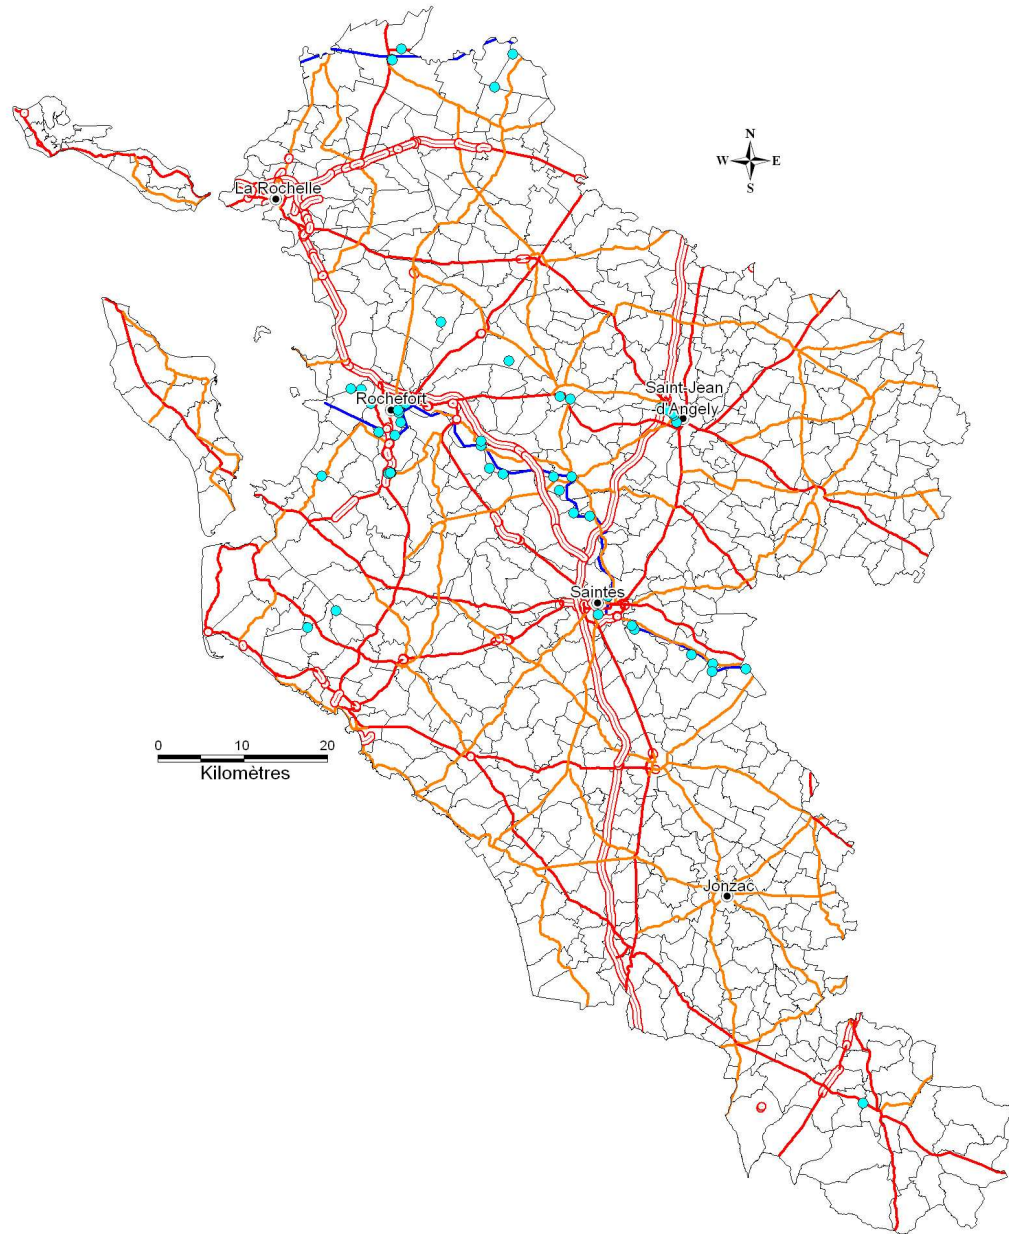 N
W E
S
La Rochelle
Rochefort
Saint-Jean
d'Angely
Saintes
0 10 20
Kilomètres
Jonzac